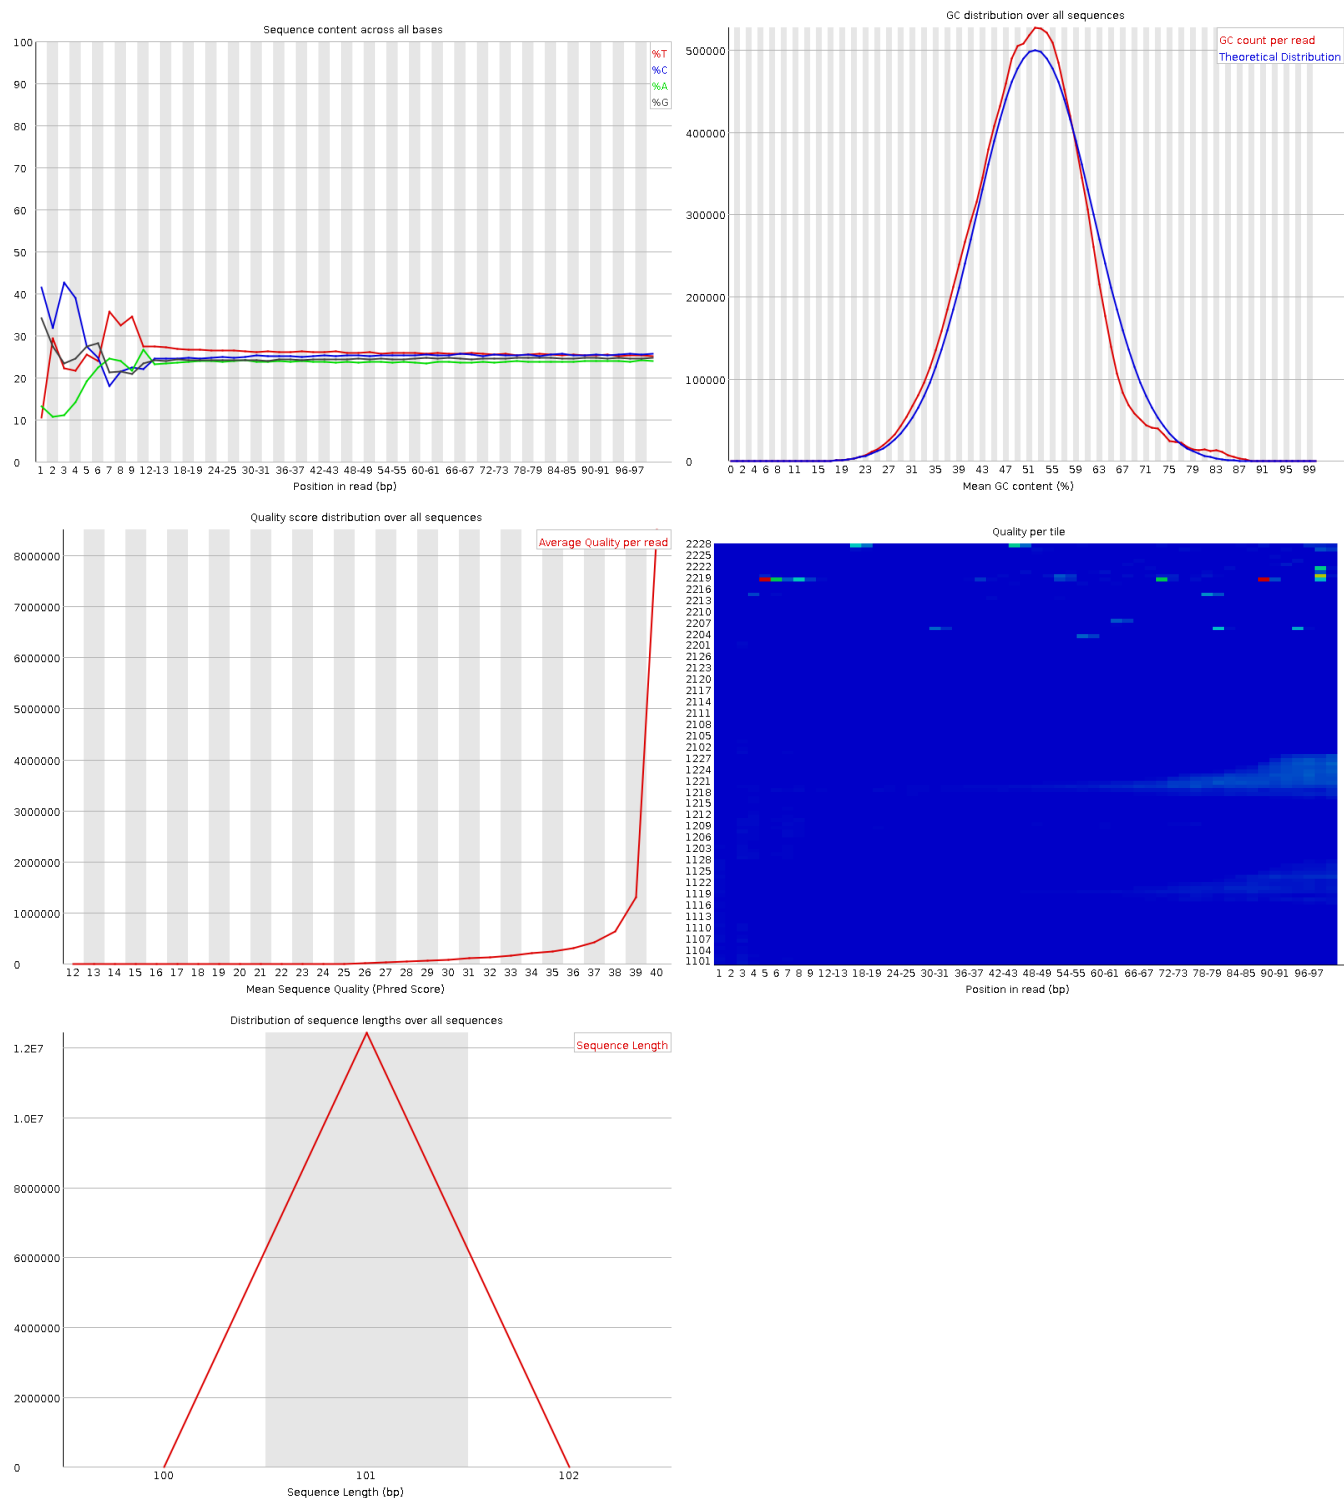 Sequence content across all bases
100
90
80
70
60
50
40
30
20
10
0
%T
%C
%A
%G
1 2 3 4 5 6 7 8 9 12-13 18-19 24-25 30-31 36-37 42-43 48-49 54-55 60-61 66-67 72-73 78-79 84-85 90-91 96-97
Position in read (bp)
GC distribution over all sequences
500000
400000
300000
200000
100000
0
GC count per read
Theoretical Distribution
0 2 4 6 8 11 15 19 23 27 31 35 39 43 47 51 55 59 63 67 71 75 79 83 87 91 95 99
Mean GC content (%)
Quality score distribution over all sequences
8000000
7000000
6000000
5000000
4000000
3000000
2000000
1000000
0
Average Quality per read
12 13 14 15 16 17 18 19 20 21 22 23 24 25 26 27 28 29 30 31 32 33 34 35 36 37 38 39 40
Mean Sequence Quality (Phred Score)
Quality per tile
2228
2225
2222
2219
2216
2213
2210
2207
2204
2201
2126
2123
2120
2117
2114
2111
2108
2105
2102
1227
1224
1221
1218
1215
1212
1209
1206
1203
1128
1125
1122
1119
1116
1113
1110
1107
1104
1101
1 2 3 4 5 6 7 8 9 12-13 18-19 24-25 30-31 36-37 42-43 48-49 54-55 60-61 66-67 72-73 78-79 84-85 90-91 96-97
Position in read (bp)
Distribution of sequence lengths over all sequences
1.2E7
1.0E7
8000000
6000000
4000000
2000000
0
Sequence Length
100 101 102
Sequence Length (bp)